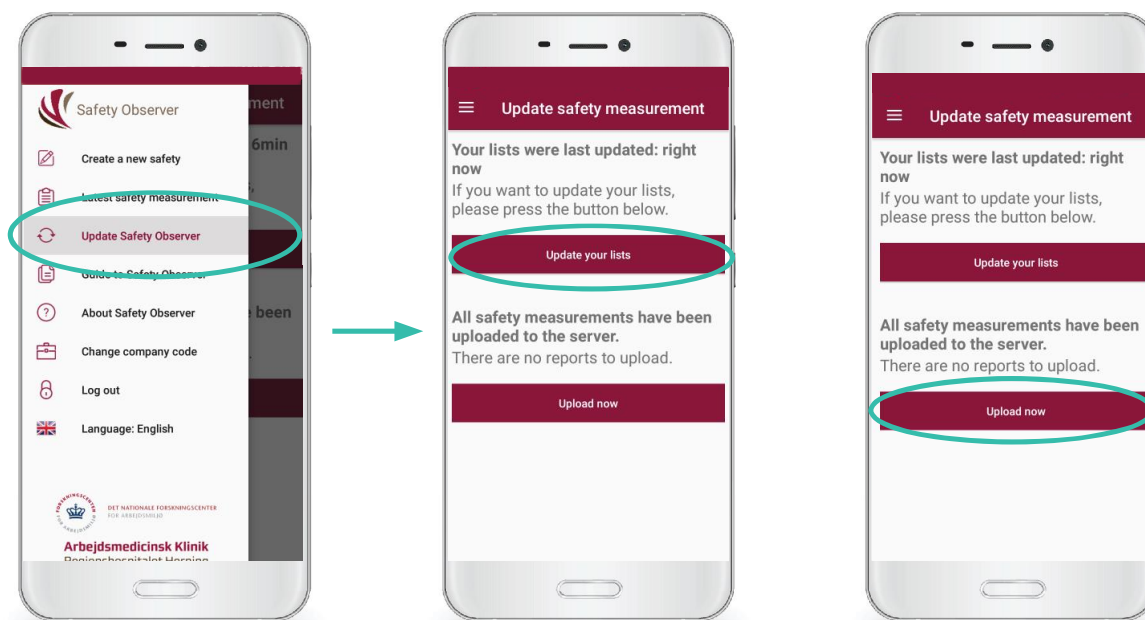 Safety Observer
Create a new safety
Latest safety measurement
Update Safety Observer
Guide to Safety Observer
About Safety Observer
Change company code
Log out
Language: English
ment
6min
been
FORSKNINGSCENTER
FOR ARBEJDSMILJØ
DET NATIONALE FORSKNINGSCENTER
FOR ARBEJDSMILJØ
Arbejdsmedicinsk Klinik
Regionshospitalet Herning
Update safety measurement
Your lists were last updated: right
now
If you want to update your lists,
please press the button below.
Update your lists
All safety measurements have been
uploaded to the server.
There are no reports to upload.
Upload now
Update safety measurement
Your lists were last updated: right
now
If you want to update your lists,
please press the button below.
Update your lists
All safety measurements have been
uploaded to the server.
There are no reports to upload.
Upload now